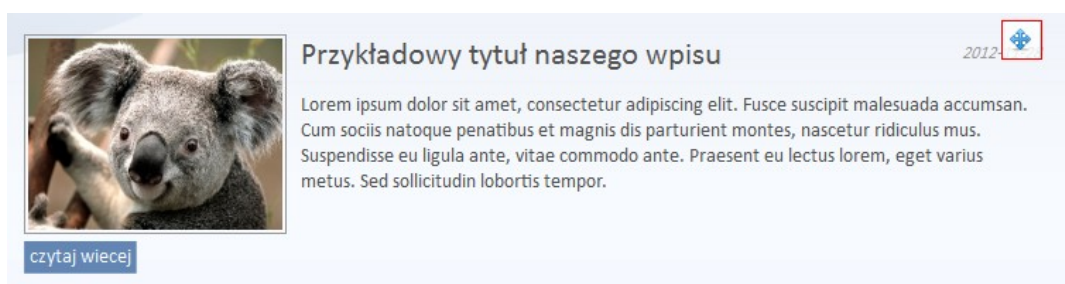 Przykładowy tytuł naszego wpisu
2012-
Lorem ipsum dolor sit amet, consectetur adipiscing elit. Fusce suscipit malesuada accumsan.
Cum sociis natoque penatibus et magnis dis parturient montes, nascetur ridiculus mus.
Suspendisse eu ligula ante, vitae commodo ante. Praesent eu lectus lorem, eget varius
metus. Sed sollicitudin lobortis tempor.
czytaj wiecej